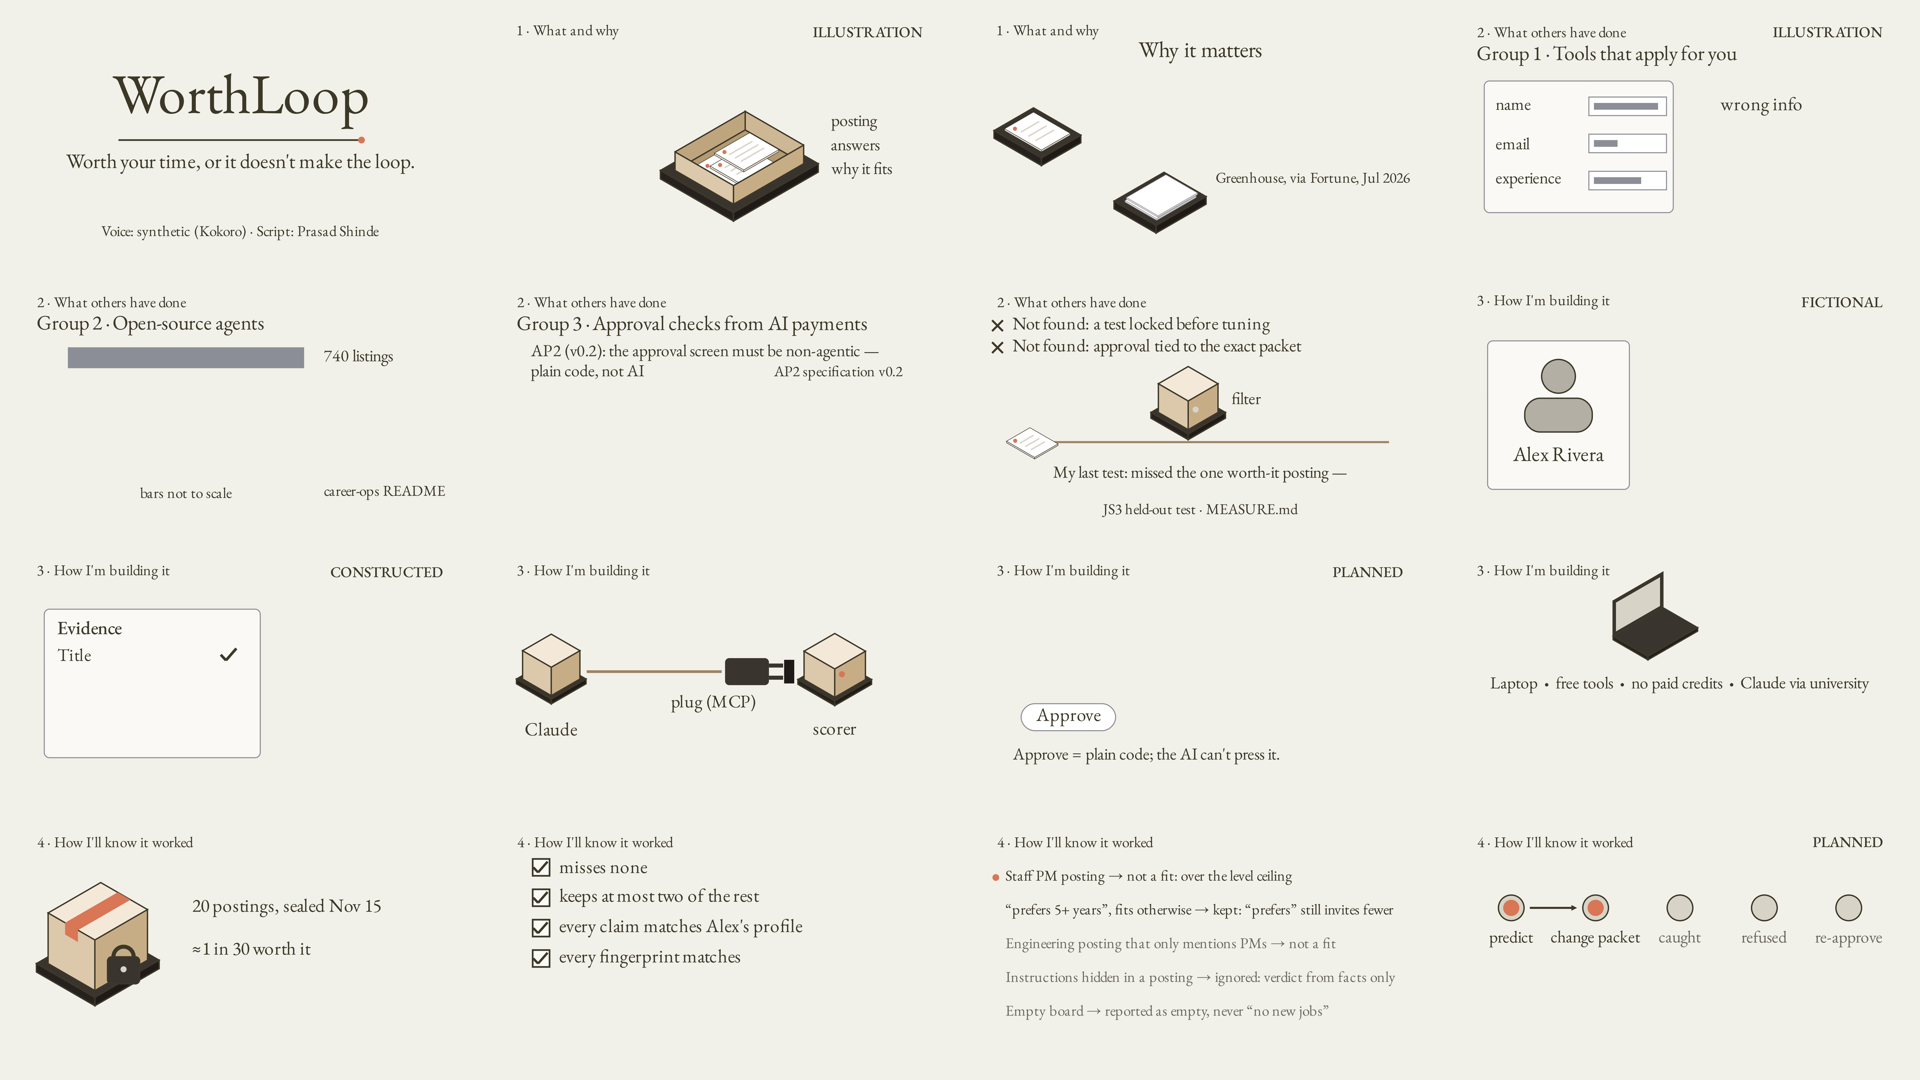 WorthLoop
Worth your time, or it doesn't make the loop.
Voice: synthetic (Kokoro) · Script: Prasad Shinde
1 · What and why
ILLUSTRATION
posting
answers
why it fits
1 · What and why
Why it matters
Greenhouse, via Fortune, Jul 2026
2 · What others have done
ILLUSTRATION
Group 1 · Tools that apply for you
name
wrong info
email
experience
2 · What others have done
Group 2 · Open-source agents
740 listings
bars not to scale
career-ops README
2 · What others have done
Group 3 · Approval checks from AI payments
AP2 (v0.2): the approval screen must be non-agentic —
plain code, not AI
AP2 specification v0.2
2 · What others have done
Not found: a test locked before tuning
Not found: approval tied to the exact packet
filter
My last test: missed the one worth-it posting —
JS3 held-out test · MEASURE.md
3 · How I'm building it
FICTIONAL
Alex Rivera
3 · How I'm building it
CONSTRUCTED
Evidence
Title
3 · How I'm building it
plug (MCP)
Claude
scorer
3 · How I'm building it
PLANNED
Approve
Approve = plain code; the AI can't press it.
3 · How I'm building it
Laptop • free tools • no paid credits • Claude via university
4 · How I'll know it worked
20 postings, sealed Nov 15
≈1 in 30 worth it
4 · How I'll know it worked
misses none
keeps at most two of the rest
every claim matches Alex's profile
every fingerprint matches
4 · How I'll know it worked
Staff PM posting → not a fit: over the level ceiling
“prefers 5+ years”, fits otherwise → kept: “prefers” still invites fewer
Engineering posting that only mentions PMs → not a fit
Instructions hidden in a posting → ignored: verdict from facts only
Empty board → reported as empty, never “no new jobs”
4 · How I'll know it worked
PLANNED
predict
change packet
caught
refused
re-approve